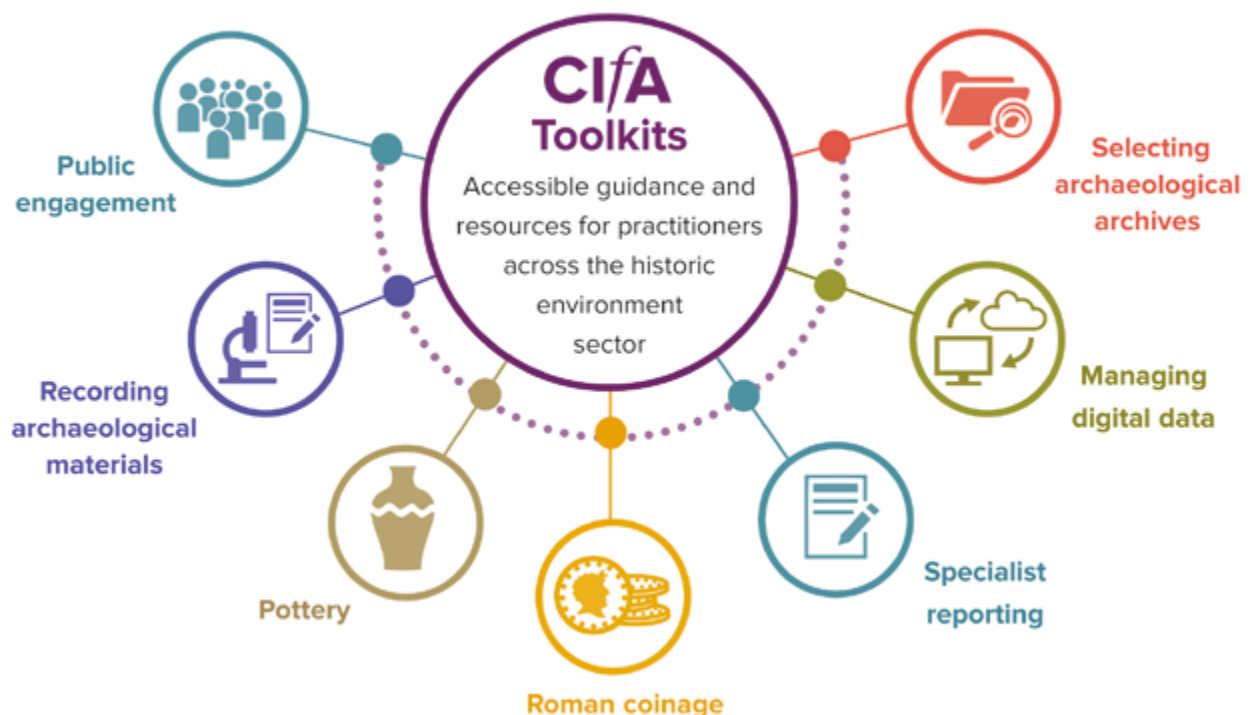 CIfA
Toolkits
Accessible guidance and
resources for practitioners
across the historic
environment
sector
Public
engagement
Recording
archaeological
materials
Pottery
Roman coinage
Specialist
reporting
Managing
digital data
Selecting
archaeological
archives